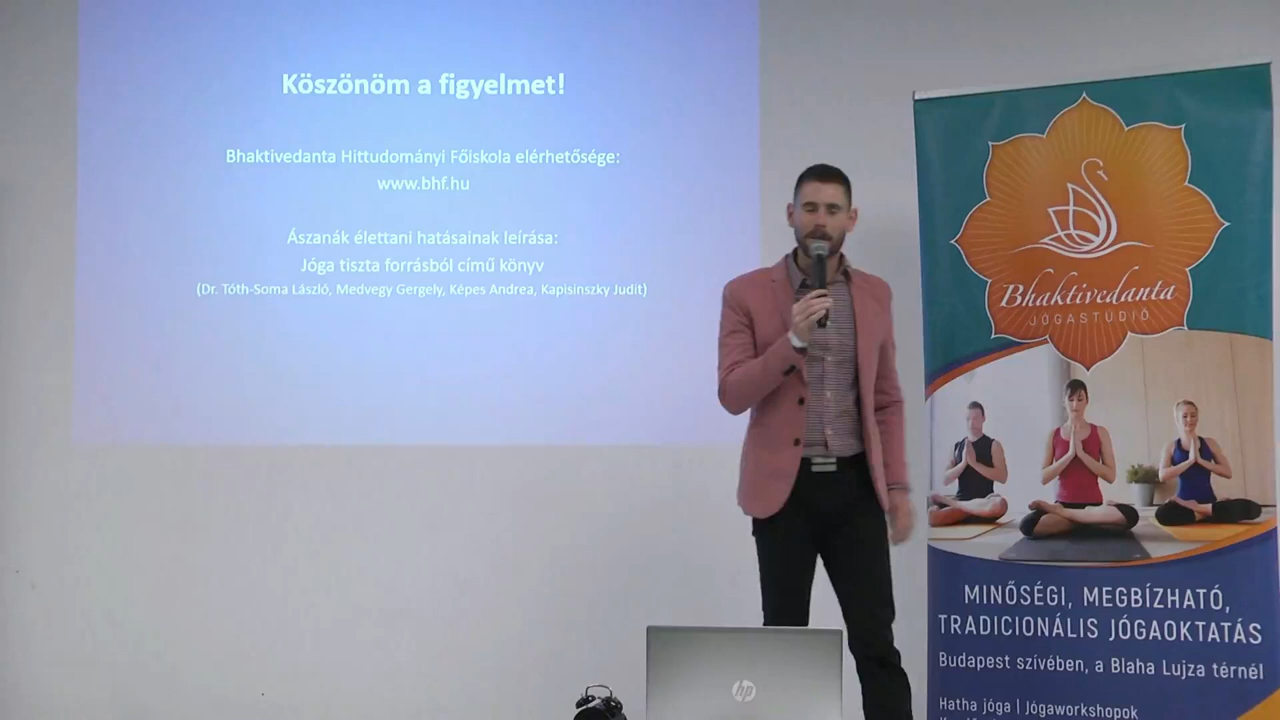 Köszönöm a figyelmet!
Bhaktivedanta Hittudományi Főiskola elérhetősége:
www.bhf.hu
Ászanák élettani hatásainak leírása:
Jóga tiszta forrásból című könyv
(Dr. Tóth-Soma László, Medvegy Gergely, Képes Andrea, Kapisinszky Judit)
Bhaktivedanta
JÓGASTÚDIÓ
MINŐSÉGI, MEGBÍZHATÓ,
TRADICIONÁLIS JÓGAOKTATÁS
Budapest szívében, a Blaha Lujza térnél
Hatha jóga | Jógaworkshopok
hp